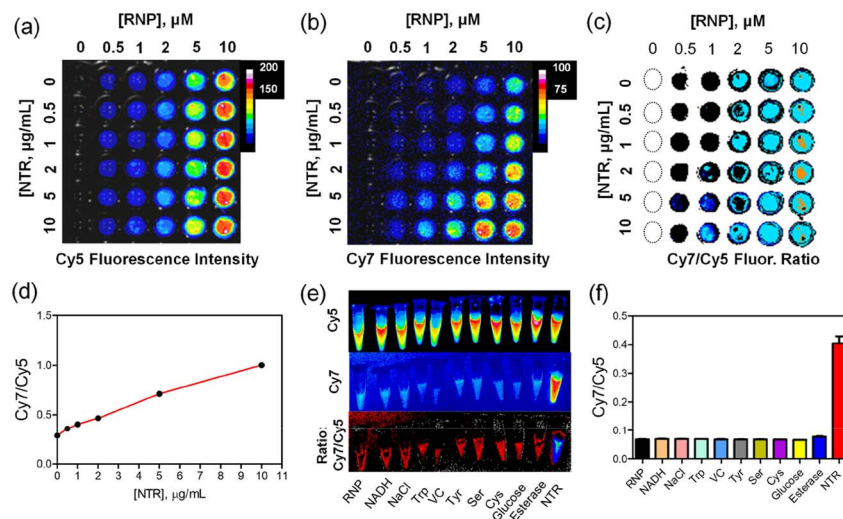 (a)
[RNP], µM
0 0.5 1 2 5 10
200
150
[NTR, µg/mL]
0
0.5
1
2
5
10
Cy5 Fluorescence Intensity
(b)
[RNP], µM
0 0.5 1 2 5 10
100
75
[NTR, µg/mL]
0
0.5
1
2
5
10
Cy7 Fluorescence Intensity
(c)
[RNP], µM
0 0.5 1 2 5 10
[NTR, µg/mL]
0
0.5
1
2
5
10
Cy7/Cy5 Fluor. Ratio
(d)
Cy7/Cy5
1.5
1.0
0.5
0.0
0 1 2 3 4 5 6 7 8 9 10 11
[NTR], µg/mL
(e)
Cy5
Cy7
Ratio:
Cy7/Cy5
RNP NADH NaCl Trp VC Tyr Ser Cys Glucose Esterase NTR
(f)
Cy7/Cy5
0.5
0.4
0.3
0.2
0.1
0.0
RNP NADH NaCl Trp VC Tyr Ser Cys Glucose Esterase NTR